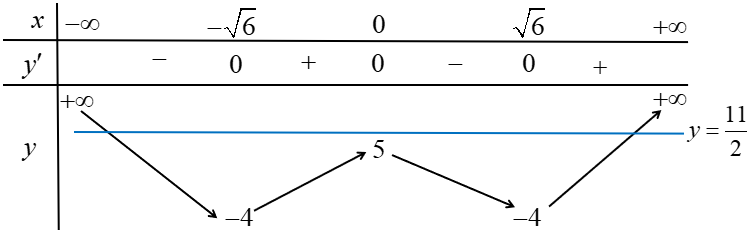 x −∞ −√6 0 √6 +∞
y′ − 0 + 0 − 0 +
+∞ +∞
y = 11/2
y 5
−4 −4